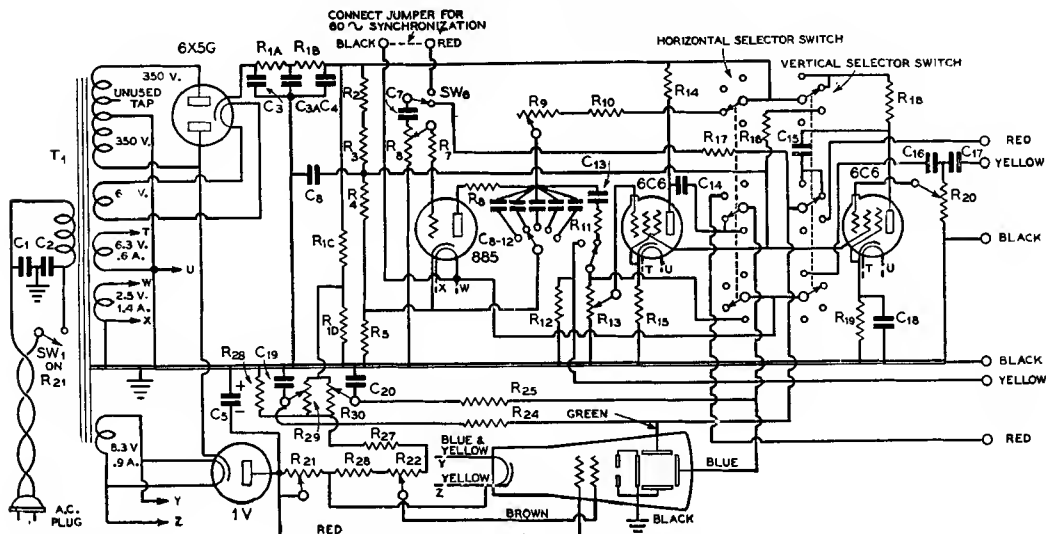 CONNECT JUMPER FOR
60 ∿ SYNCHRONIZATION
BLACK
RED
6X5G
R1A
R1B
HORIZONTAL SELECTOR SWITCH
VERTICAL SELECTOR SWITCH
350 V.
UNUSED
TAP
350 V.
C3
C3A
C4
R2
C7
SW6
R14
R18
R9
R10
T1
R3
R8
R7
R17
R16
C15
RED
C16
C17
YELLOW
6 V.
C8
R4
R6
C13
6C6
C14
6C6
R20
C1
C2
6.3 V.
.6 A.
T
U
R1C
C8-12
R11
885
T
U
T
U
BLACK
2.5 V.
1.4 A.
W
X
X
W
R12
R13
R15
R19
C18
SW1
ON
R21
R1D
R5
R28
C19
C20
BLACK
YELLOW
C5
+
−
R29
R30
R25
R24
GREEN
RED
6.3 V.
.9 A.
R27
BLUE &
YELLOW
Y
YELLOW
Z
BLUE
R21
R28
R22
Y
Z
1V
BROWN
BLACK
RED
A.C.
PLUG